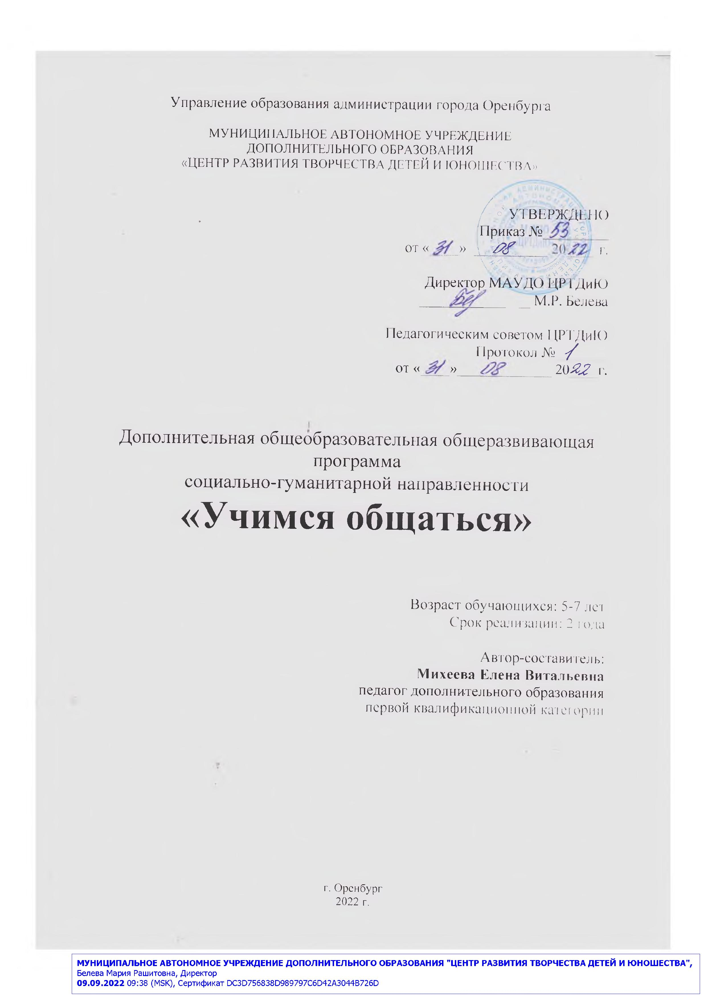 Управление образования администрации города Оренбурга
МУНИЦИПАЛЬНОЕ АВТОНОМНОЕ УЧРЕЖДЕНИЕ
ДОПОЛНИТЕЛЬНОГО ОБРАЗОВАНИЯ
«ЦЕНТР РАЗВИТИЯ ТВОРЧЕСТВА ДЕТЕЙ И ЮНОШЕСТВА»
УТВЕРЖДЕНО
Приказ № 53
от « 31 » 08 2022 г.
Директор МАУДО ЦРТДиЮ
М.Р. Белева
Педагогическим советом ЦРТДиЮ
Протокол № 1
от « 31 » 08 2022 г.
Дополнительная общеобразовательная общеразвивающая
программа
социально-гуманитарной направленности
«Учимся общаться»
Возраст обучающихся: 5-7 лет
Срок реализации: 2 года
Автор-составитель:
Михеева Елена Витальевна
педагог дополнительного образования
первой квалификационной категории
г. Оренбург
2022 г.
МУНИЦИПАЛЬНОЕ АВТОНОМНОЕ УЧРЕЖДЕНИЕ ДОПОЛНИТЕЛЬНОГО ОБРАЗОВАНИЯ "ЦЕНТР РАЗВИТИЯ ТВОРЧЕСТВА ДЕТЕЙ И ЮНОШЕСТВА",
Белева Мария Рашитовна, Директор
09.09.2022 09:38 (MSK), Сертификат DC3D756838D989797C6D42A3044B726D